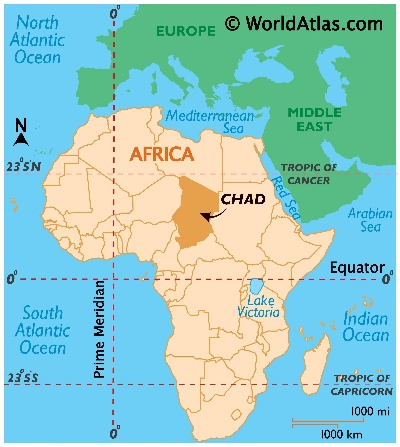 0°
© WorldAtlas.com
North
Atlantic
Ocean
EUROPE
Mediterranean
Sea
MIDDLE
EAST
N
AFRICA
23°5N
TROPIC OF
CANCER
Red Sea
CHAD
Arabian
Sea
Equator
0°
0°
Prime Meridian
Lake
Victoria
South
Atlantic
Ocean
Indian
Ocean
23°5S
TROPIC OF
CAPRICORN
1000 mi
1000 km
0°